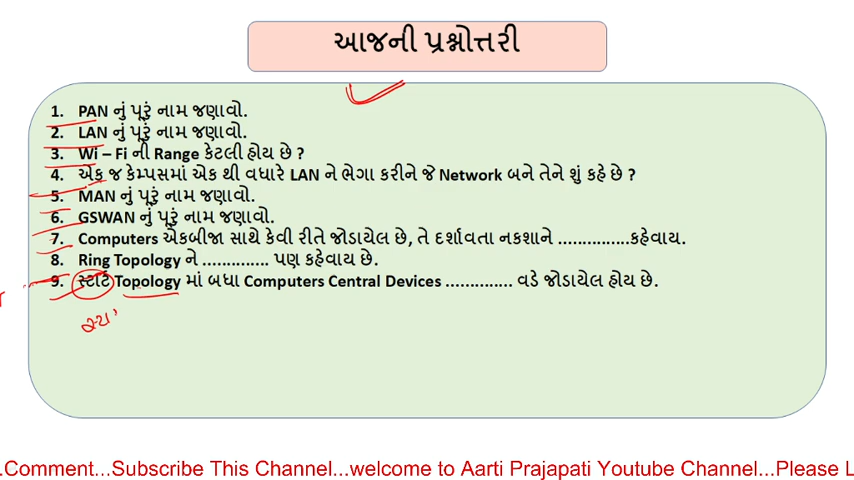 આજની પ્રશ્નોત્તરી
1. PAN નું પૂરું નામ જણાવો.
2. LAN નું પૂરું નામ જણાવો.
3. Wi – Fi ની Range કેટલી હોય છે ?
4. એક જ કેમ્પસમાં એક થી વધારે LAN ને ભેગા કરીને જે Network બને તેને શું કહે છે ?
5. MAN નું પૂરું નામ જણાવો.
6. GSWAN નું પૂરું નામ જણાવો.
7. Computers એકબીજા સાથે કેવી રીતે જોડાયેલ છે, તે દર્શાવતા નકશાને ..............કહેવાય.
8. Ring Topology ને ............. પણ કહેવાય છે.
9. સ્ટાર્ટ Topology માં બધા Computers Central Devices ............. વડે જોડાયેલ હોય છે.
..Comment...Subscribe This Channel...welcome to Aarti Prajapati Youtube Channel...Please L